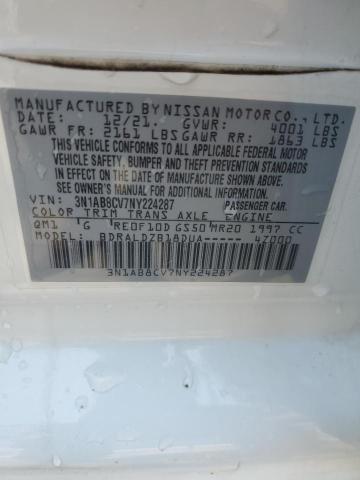 MANUFACTURED BY NISSAN MOTOR CO., LTD.
DATE: 12/21 GVWR: 4001 LBS
GAWR FR: 2161 LBS GAWR RR: 1863 LBS
THIS VEHICLE CONFORMS TO ALL APPLICABLE FEDERAL MOTOR
VEHICLE SAFETY, BUMPER AND THEFT PREVENTION STANDARDS
IN EFFECT ON THE DATE OF MANUFACTURE SHOWN ABOVE.
*SEE OWNER'S MANUAL
VIN: 3N1AB8CV7NY224287 PASSENGER CAR
COLOR TRIM TRANS AXLE ENGINE
QM1 G RE0F10D GS50 MR20 1997 CC
MODEL: BDRALDZB18DUA----- 47000
3N1AB8CV7NY224287